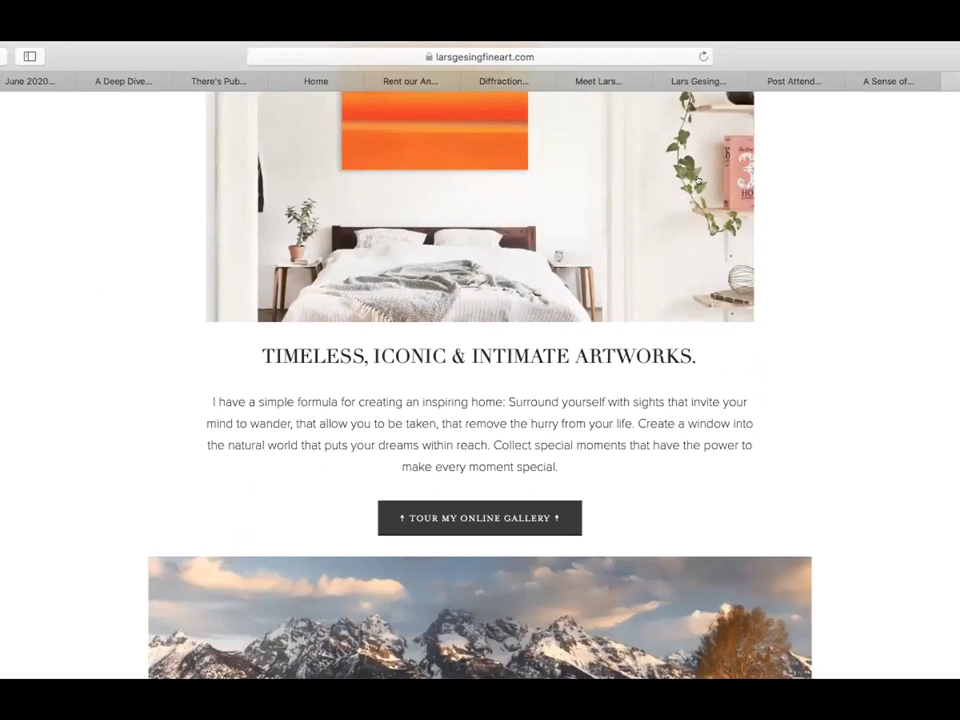 larsgesingfineart.com
June 2020... A Deep Dive... There's Pub... Home Rent our An... Diffraction... Meet Lars... Lars Gesing... Post Attend... A Sense of...
TIMELESS, ICONIC & INTIMATE ARTWORKS.
I have a simple formula for creating an inspiring home: Surround yourself with sights that invite your
mind to wander, that allow you to be taken, that remove the hurry from your life. Create a window into
the natural world that puts your dreams within reach. Collect special moments that have the power to
make every moment special.
↑ TOUR MY ONLINE GALLERY ↑